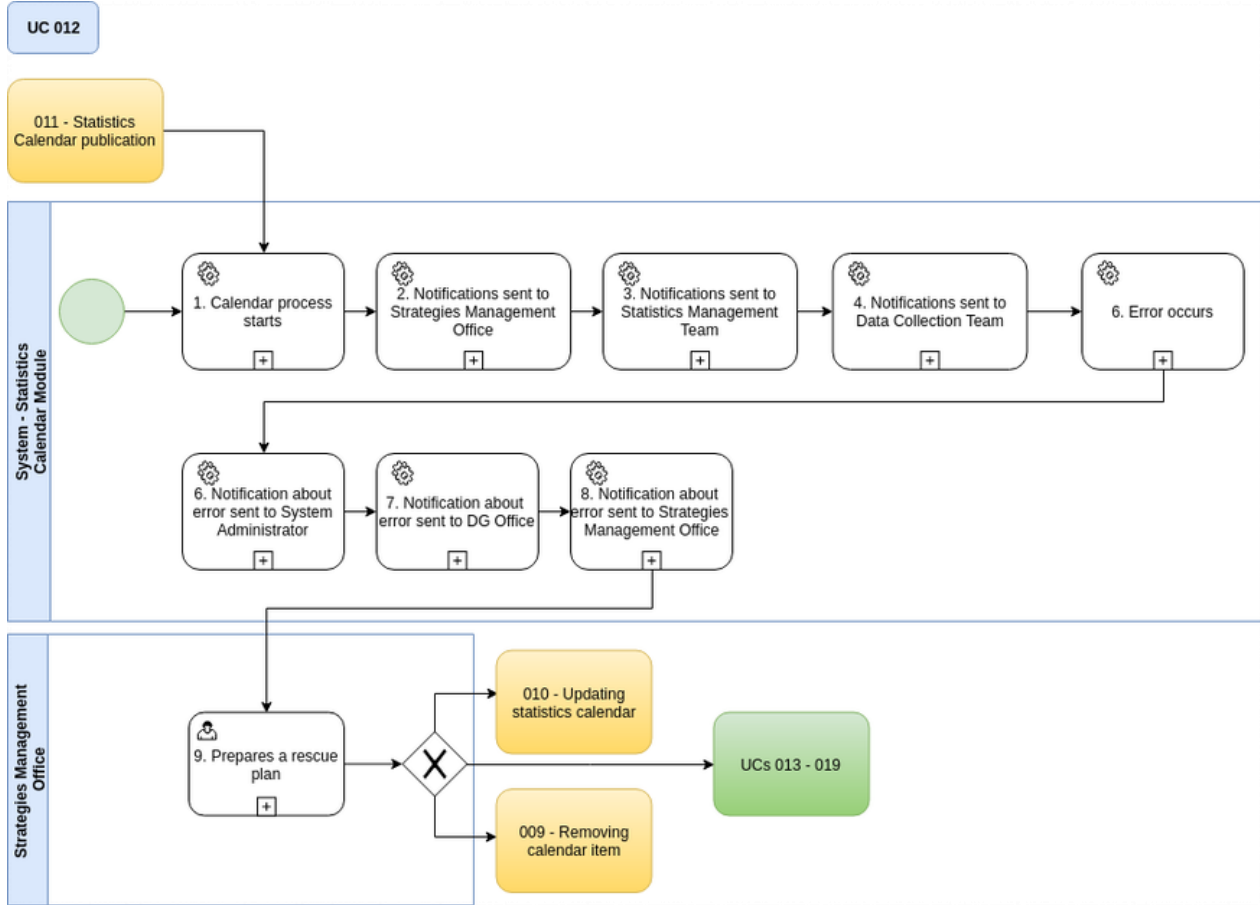 UC 012
011 - Statistics
Calendar publication
System - Statistics
Calendar Module
1. Calendar process
starts
2. Notifications sent to
Strategies Management
Office
3. Notifications sent to
Statistics Management
Team
4. Notifications sent to
Data Collection Team
6. Error occurs
6. Notification about
error sent to System
Administrator
7. Notification about
error sent to DG Office
8. Notification about
error sent to Strategies
Management Office
Strategies Management
Office
9. Prepares a rescue
plan
010 - Updating
statistics calendar
UCs 013 - 019
009 - Removing
calendar item